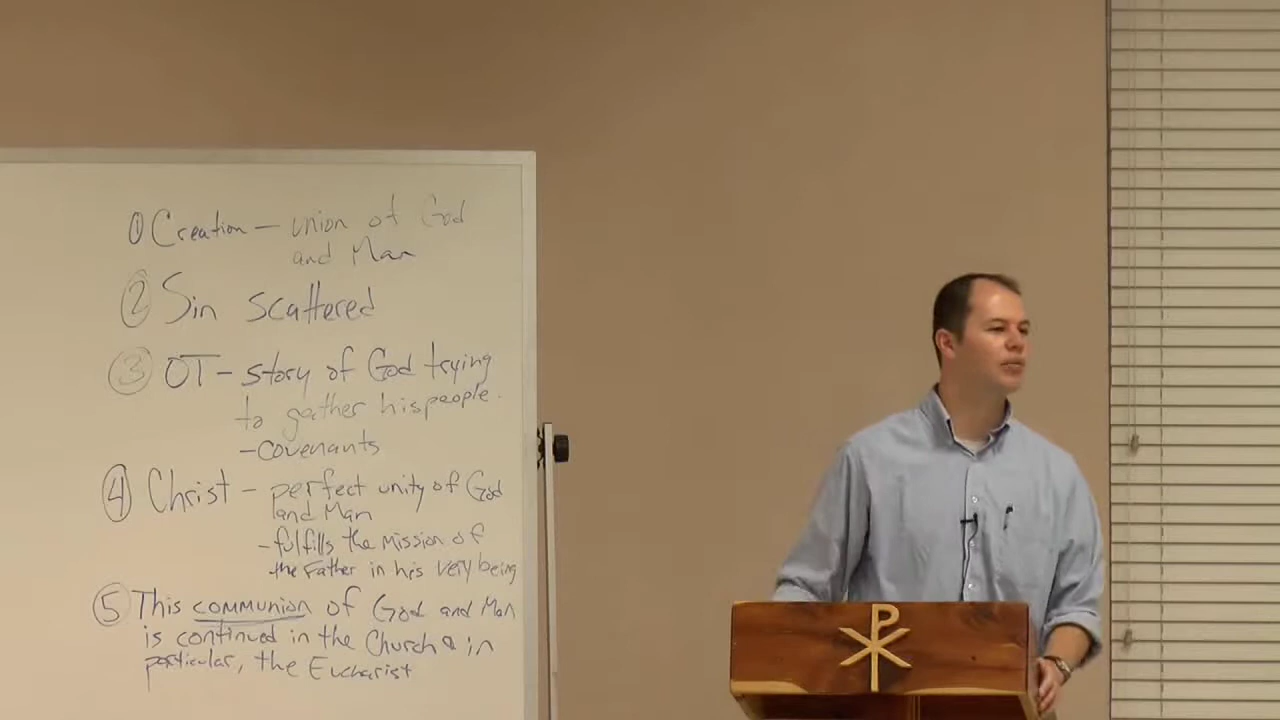 ① Creation — union of God
and Man
② Sin scattered
③ OT - story of God trying
to gather his people.
- covenants
④ Christ - perfect unity of God
and Man
- fulfills the mission of
the Father in his very being
⑤ This communion of God and Man
is continued in the Church & in
particular, the Eucharist